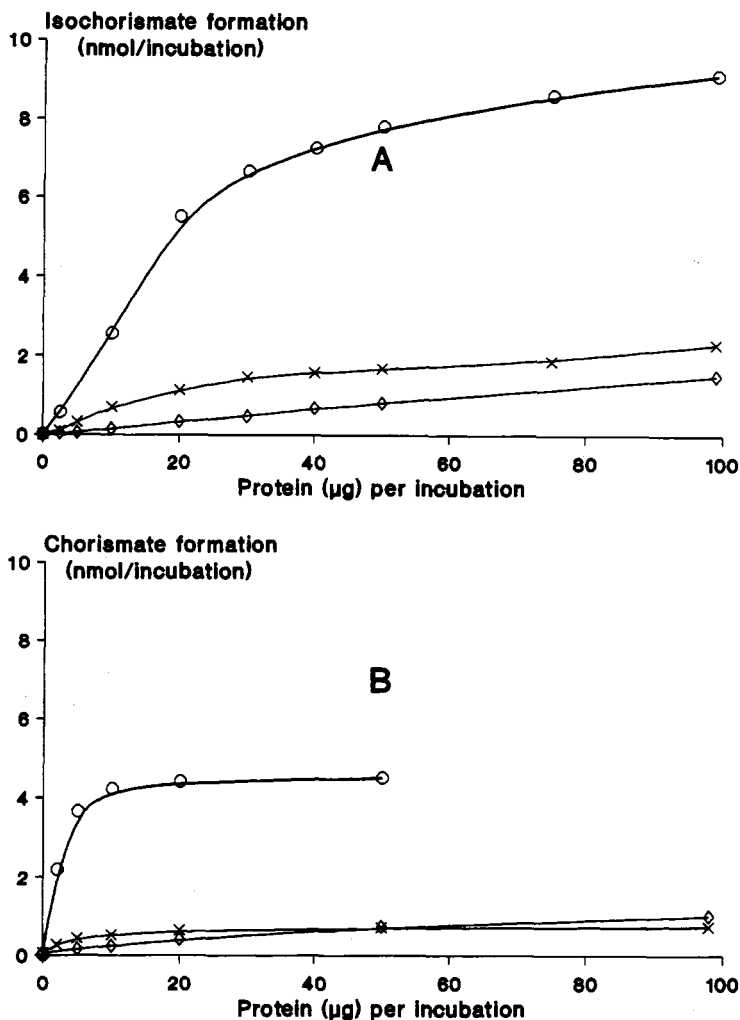 Isochorismate formation
(nmol/incubation)
10
8
6
4
2
0
A
0 20 40 60 80 100
Protein (µg) per incubation
Chorismate formation
(nmol/incubation)
10
8
6
4
2
0
B
0 20 40 60 80 100
Protein (µg) per incubation